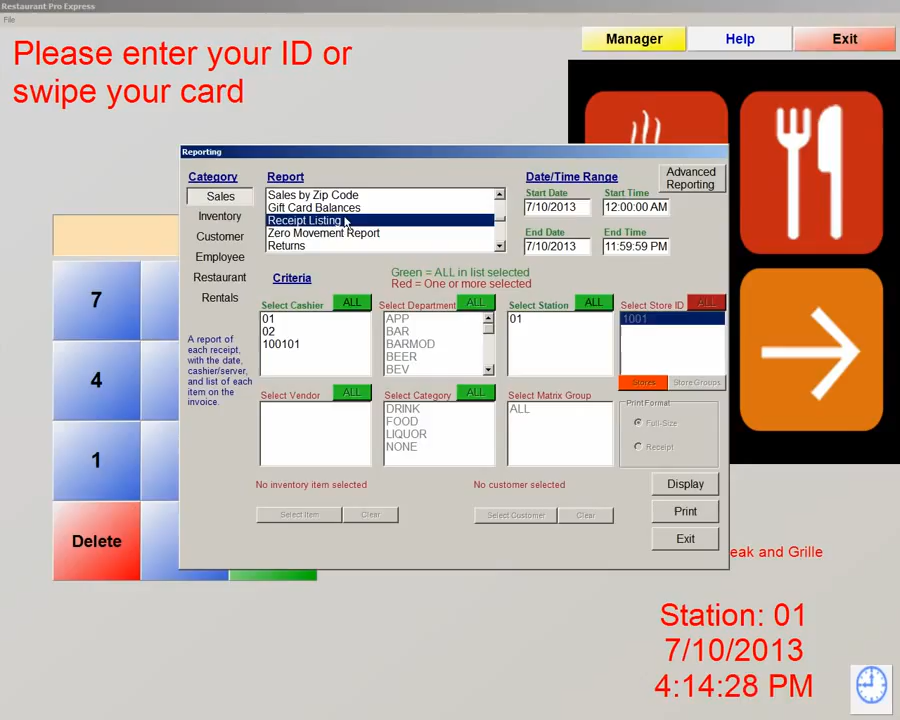 Restaurant Pro Express
File
Please enter your ID or
swipe your card
Manager
Help
Exit
Reporting
Category
Sales
Inventory
Customer
Employee
Restaurant
Rentals
A report of
each receipt,
with the date,
cashier/server,
and list of each
item on the
invoice.
Report
Sales by Zip Code
Gift Card Balances
Receipt Listing
Zero Movement Report
Returns
Date/Time Range
Start Date
Start Time
7/10/2013
12:00:00 AM
End Date
End Time
7/10/2013
11:59:59 PM
Advanced
Reporting
Criteria
Green = ALL in list selected
Red = One or more selected
Select Cashier
ALL
01
02
100101
Select Department
ALL
APP
BAR
BARMOD
BEER
BEV
Select Station
ALL
01
Select Store ID
ALL
1001
Stores
Store Groups
Select Vendor
ALL
Select Category
ALL
DRINK
FOOD
LIQUOR
NONE
Select Matrix Group
ALL
Print Format
Full-Size
Receipt
No inventory item selected
No customer selected
Select Item
Clear
Select Customer
Clear
Display
Print
Exit
7
4
1
Delete
eak and Grille
Station: 01
7/10/2013
4:14:28 PM